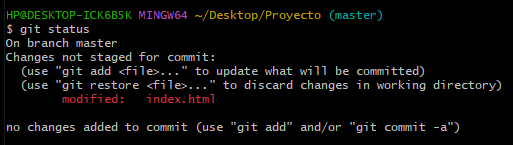 HP@DESKTOP-ICK6B5K MINGW64 ~/Desktop/Proyecto (master)
$ git status
On branch master
Changes not staged for commit:
  (use "git add <file>..." to update what will be committed)
  (use "git restore <file>..." to discard changes in working directory)
        modified:   index.html

no changes added to commit (use "git add" and/or "git commit -a")